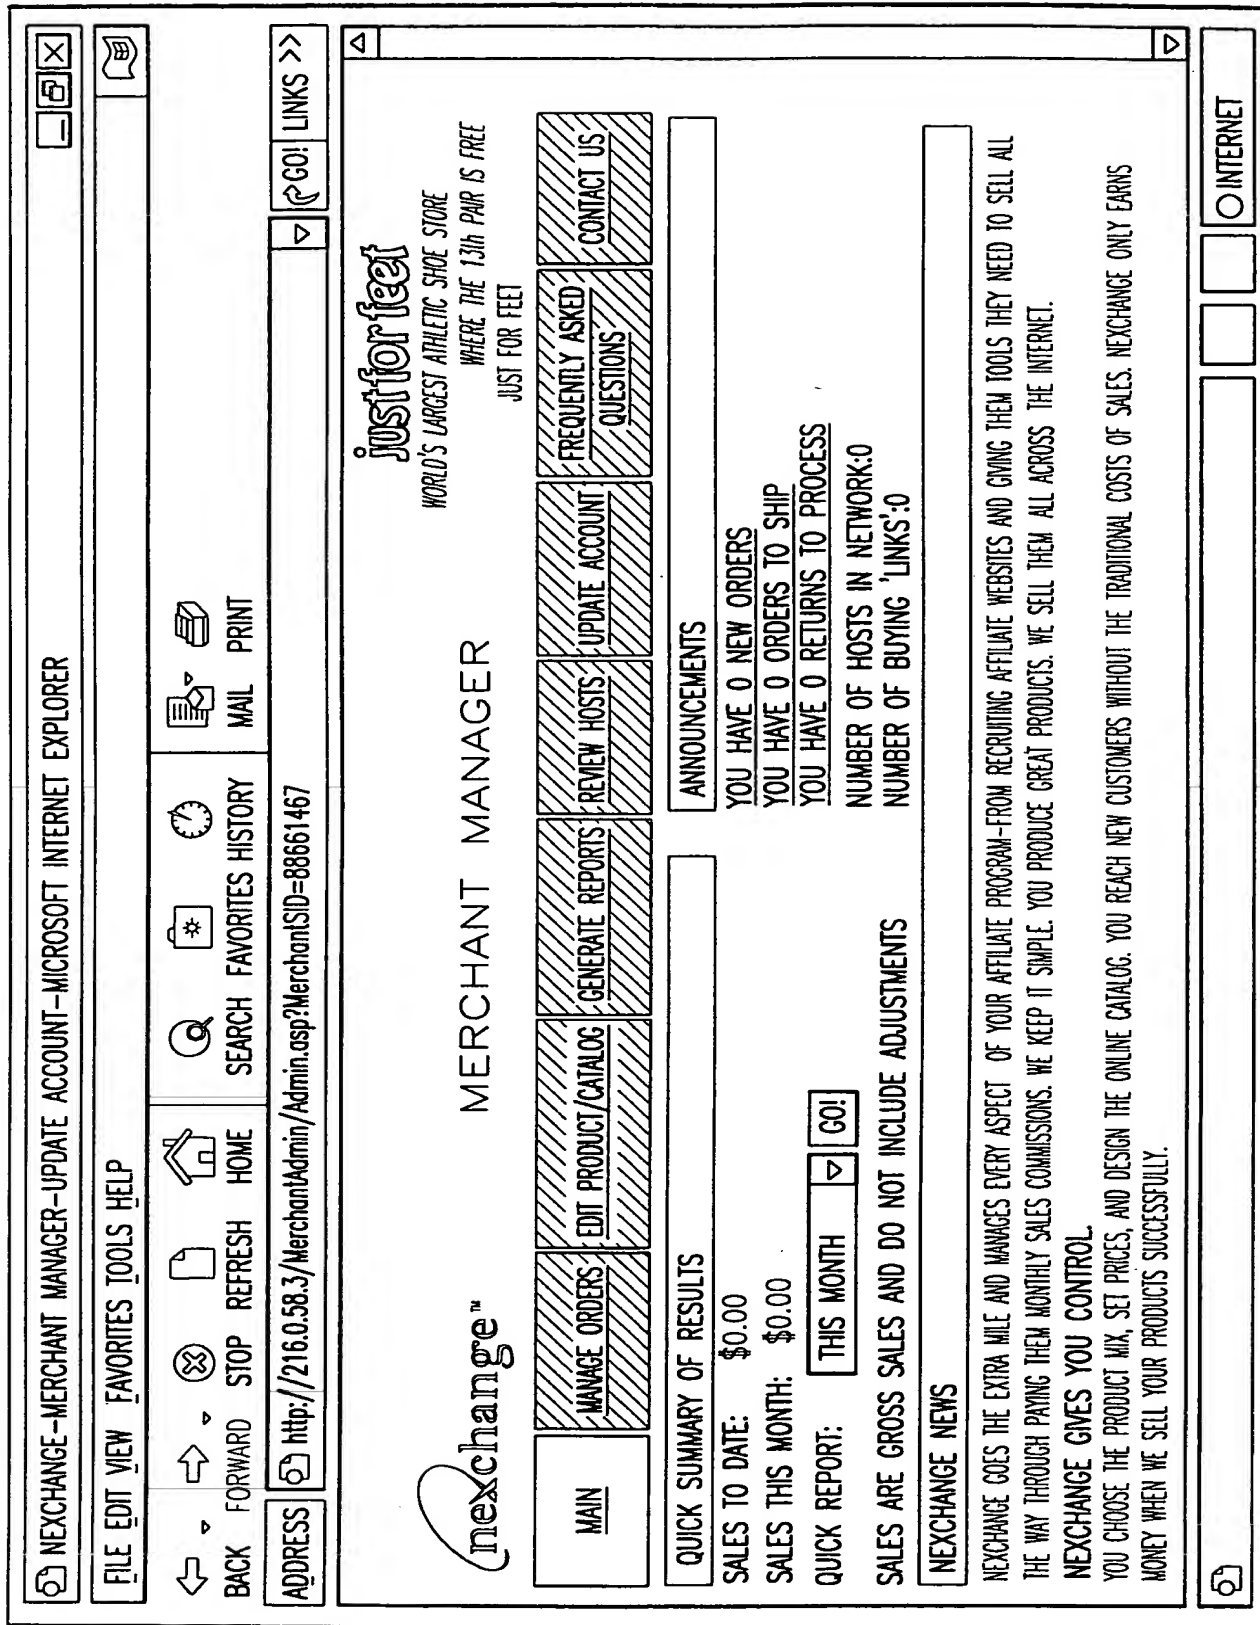 NEXCHANGE-MERCHANT MANAGER-UPDATE ACCOUNT-MICROSOFT INTERNET EXPLORER
FILE EDIT VIEW FAVORITES TOOLS HELP
BACK FORWARD STOP REFRESH HOME SEARCH FAVORITES HISTORY MAIL PRINT
ADDRESS http://216.0.58.3/MerchantAdmin/Admin.asp?MerchantSID=88661467 GO! LINKS >>
nexchange™
MERCHANT MANAGER
justforfeet
WORLD'S LARGEST ATHLETIC SHOE STORE
WHERE THE 13th PAIR IS FREE
JUST FOR FEET
MAIN
MANAGE ORDERS
EDIT PRODUCT/CATALOG
GENERATE REPORTS
REVIEW HOSTS
UPDATE ACCOUNT
FREQUENTLY ASKED
QUESTIONS
CONTACT US
QUICK SUMMARY OF RESULTS
SALES TO DATE: $0.00
SALES THIS MONTH: $0.00
QUICK REPORT: THIS MONTH GO!
SALES ARE GROSS SALES AND DO NOT INCLUDE ADJUSTMENTS
ANNOUNCEMENTS
YOU HAVE 0 NEW ORDERS
YOU HAVE 0 ORDERS TO SHIP
YOU HAVE 0 RETURNS TO PROCESS
NUMBER OF HOSTS IN NETWORK:0
NUMBER OF BUYING 'LINKS':0
NEXCHANGE NEWS
NEXCHANGE GOES THE EXTRA MILE AND MANAGES EVERY ASPECT OF YOUR AFFILIATE PROGRAM-FROM RECRUITING AFFILIATE WEBSITES AND GIVING THEM TOOLS THEY NEED TO SELL ALL
THE WAY THROUGH PAYING THEM MONTHLY SALES COMMISSIONS. WE KEEP IT SIMPLE. YOU PRODUCE GREAT PRODUCTS. WE SELL THEM ALL ACROSS THE INTERNET.
NEXCHANGE GIVES YOU CONTROL.
YOU CHOOSE THE PRODUCT MIX, SET PRICES, AND DESIGN THE ONLINE CATALOG. YOU REACH NEW CUSTOMERS WITHOUT THE TRADITIONAL COSTS OF SALES. NEXCHANGE ONLY EARNS
MONEY WHEN WE SELL YOUR PRODUCTS SUCCESSFULLY.
INTERNET